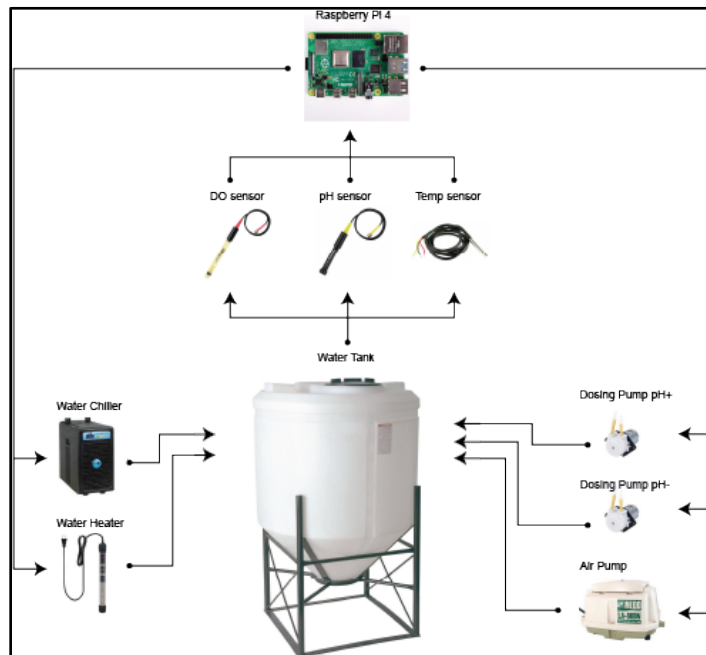 Raspberry PI 4
DO sensor
pH sensor
Temp sensor
Water Tank
Water Chiller
Dosing Pump pH+
Dosing Pump pH-
Water Heater
Air Pump